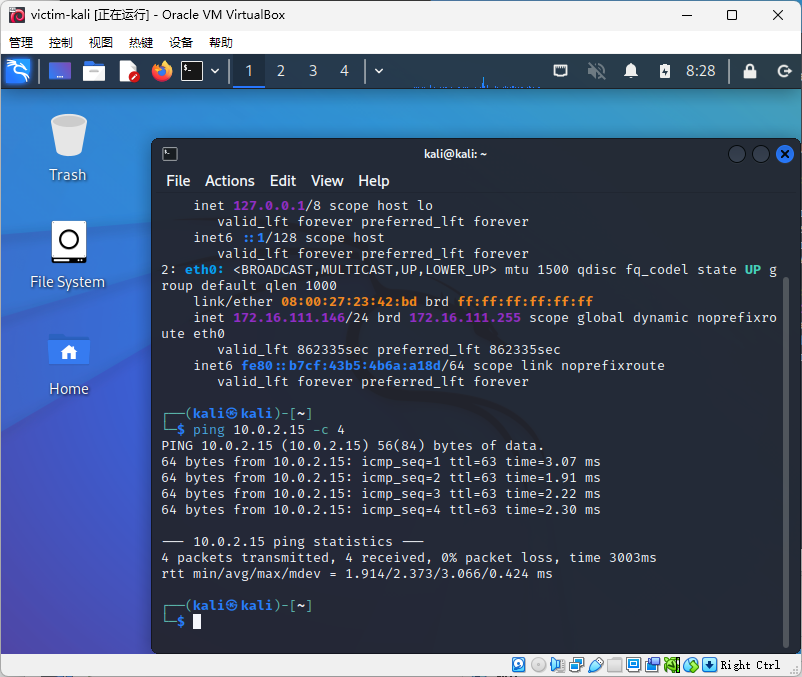 victim-kali [正在运行] - Oracle VM VirtualBox
管理 控制 视图 热键 设备 帮助
1 2 3 4 8:28
Trash
File System
Home
kali@kali: ~
File Actions Edit View Help
inet 127.0.0.1/8 scope host lo
valid_lft forever preferred_lft forever
inet6 ::1/128 scope host
valid_lft forever preferred_lft forever
2: eth0: <BROADCAST,MULTICAST,UP,LOWER_UP> mtu 1500 qdisc fq_codel state UP g
roup default qlen 1000
link/ether 08:00:27:23:42:bd brd ff:ff:ff:ff:ff:ff
inet 172.16.111.146/24 brd 172.16.111.255 scope global dynamic noprefixro
ute eth0
valid_lft 862335sec preferred_lft 862335sec
inet6 fe80::b7cf:43b5:4b6a:a18d/64 scope link noprefixroute
valid_lft forever preferred_lft forever
┌──(kali㉿kali)-[~]
└─$ ping 10.0.2.15 -c 4
PING 10.0.2.15 (10.0.2.15) 56(84) bytes of data.
64 bytes from 10.0.2.15: icmp_seq=1 ttl=63 time=3.07 ms
64 bytes from 10.0.2.15: icmp_seq=2 ttl=63 time=1.91 ms
64 bytes from 10.0.2.15: icmp_seq=3 ttl=63 time=2.22 ms
64 bytes from 10.0.2.15: icmp_seq=4 ttl=63 time=2.30 ms
--- 10.0.2.15 ping statistics ---
4 packets transmitted, 4 received, 0% packet loss, time 3003ms
rtt min/avg/max/mdev = 1.914/2.373/3.066/0.424 ms
┌──(kali㉿kali)-[~]
└─$
Right Ctrl